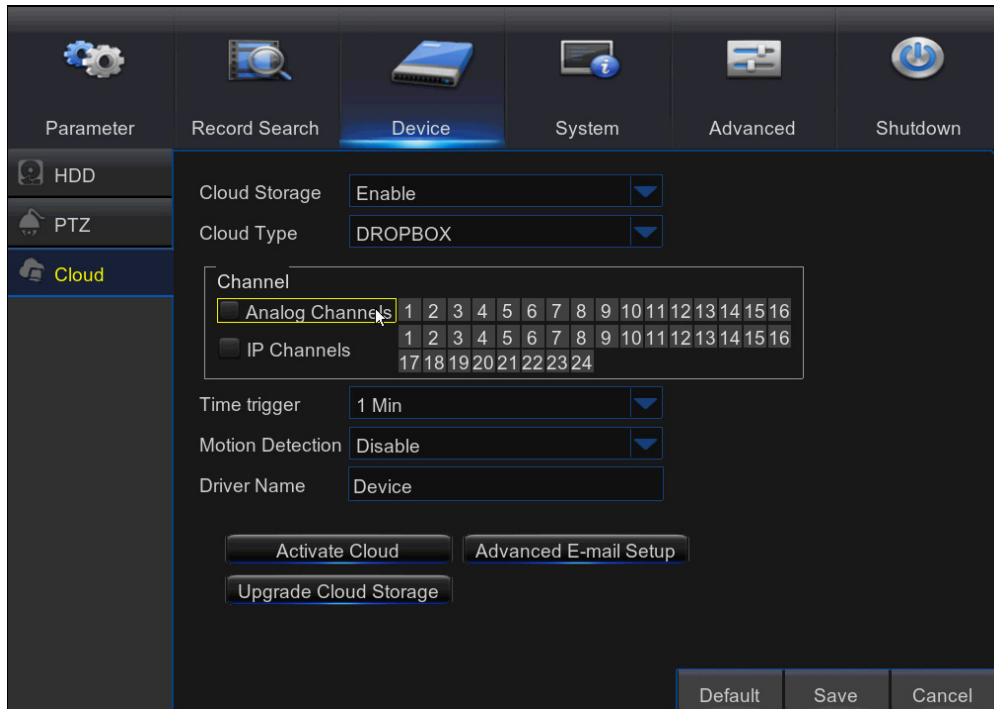 Parameter Record Search Device System Advanced Shutdown
HDD
PTZ
Cloud
Cloud Storage Enable
Cloud Type DROPBOX
Channel
Analog Channels 1 2 3 4 5 6 7 8 9 10 11 12 13 14 15 16
IP Channels 1 2 3 4 5 6 7 8 9 10 11 12 13 14 15 16
17 18 19 20 21 22 23 24
Time trigger 1 Min
Motion Detection Disable
Driver Name Device
Activate Cloud Advanced E-mail Setup
Upgrade Cloud Storage
Default Save Cancel